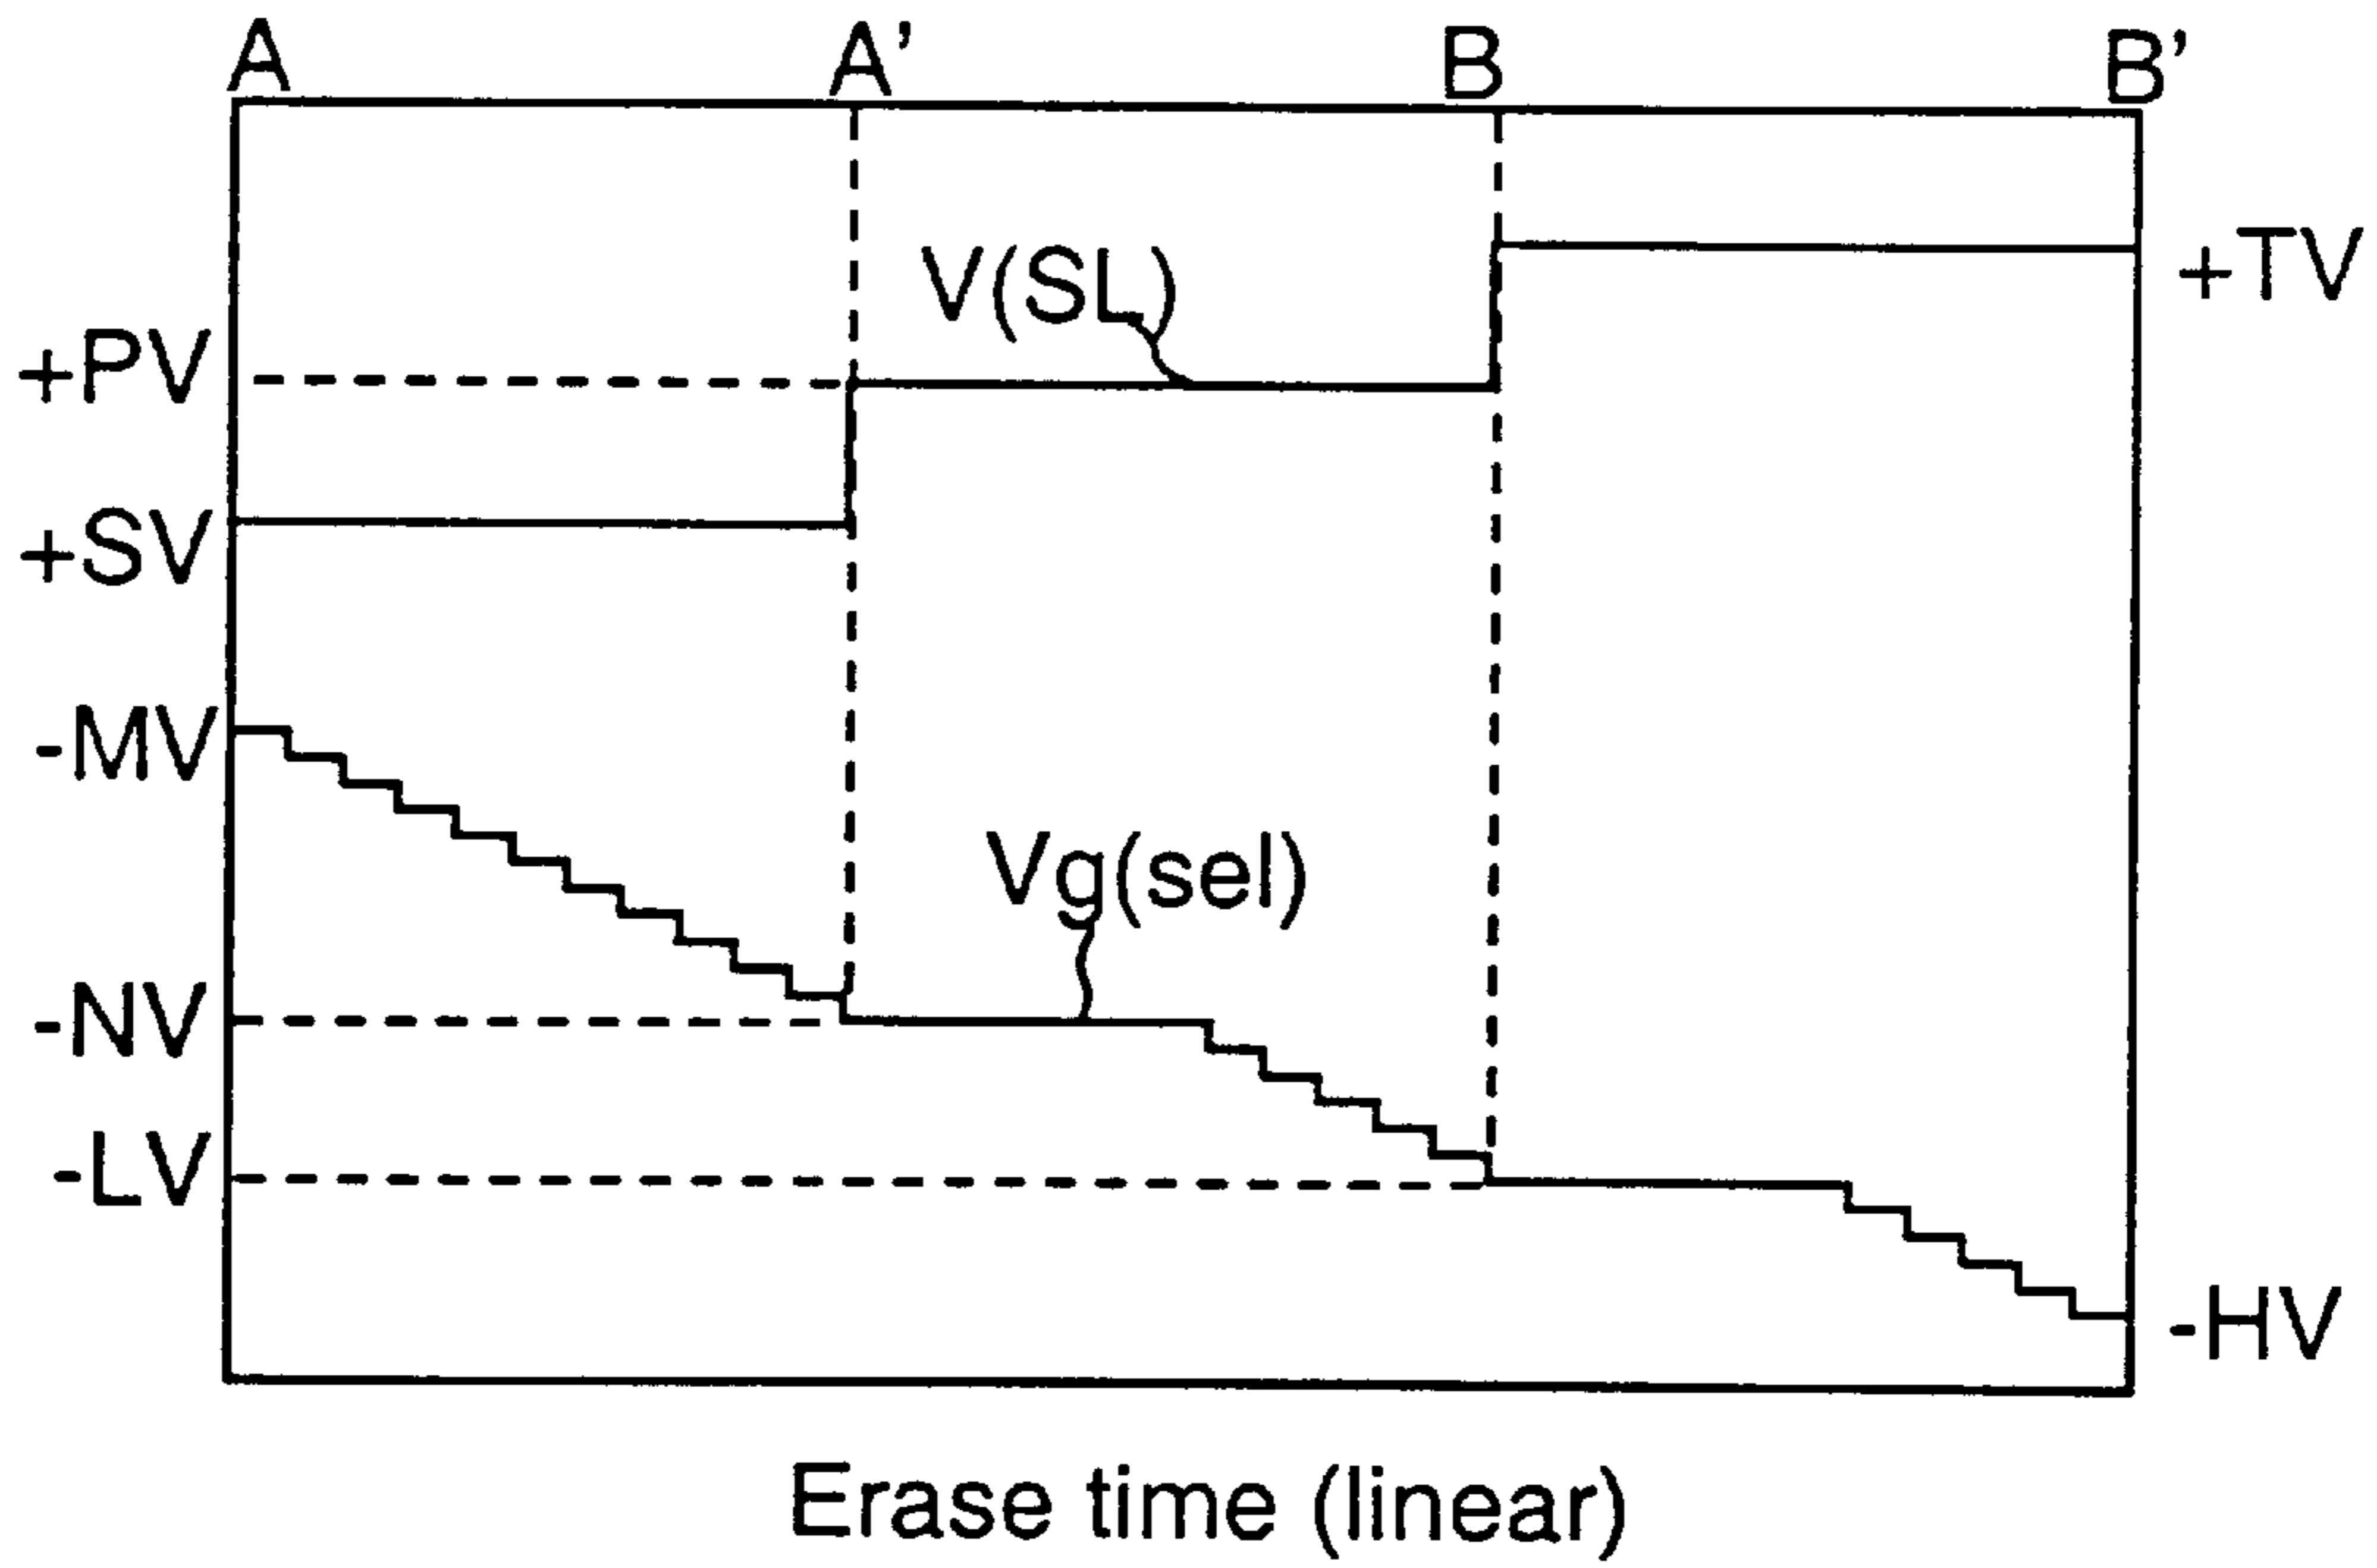 A A' B B'
V(SL)
+TV
+PV
+SV
-MV
Vg(sel)
-NV
-LV
-HV
Erase time (linear)